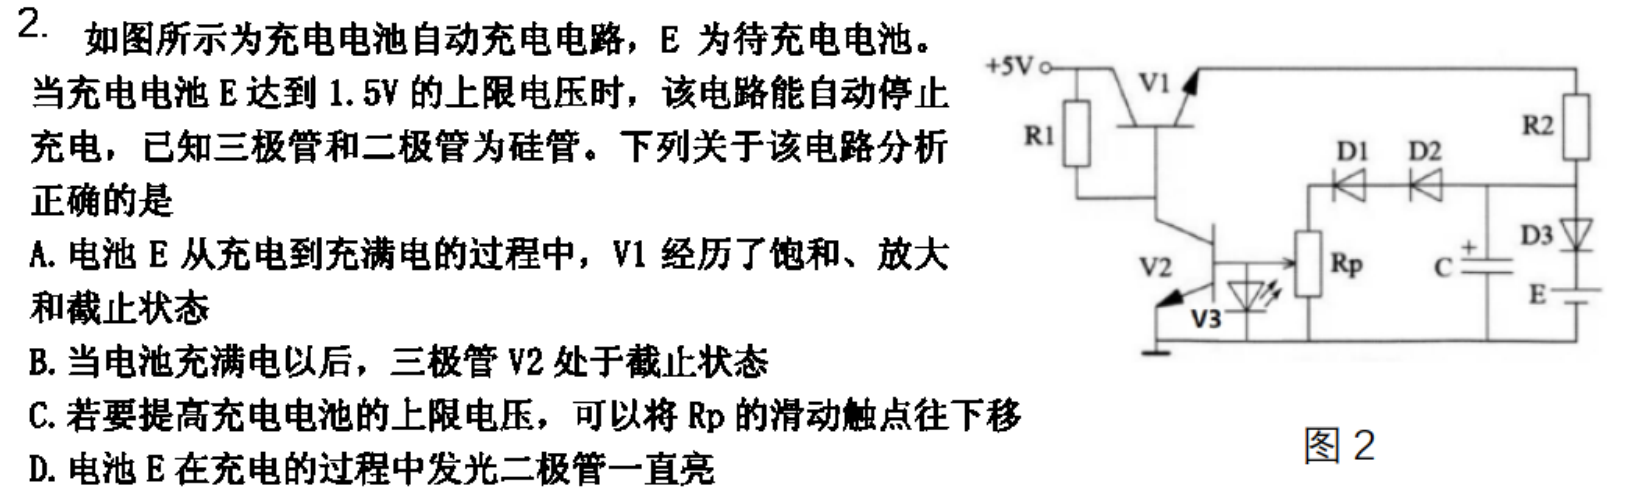 2. 如图所示为充电电池自动充电电路，E 为待充电电池。
当充电电池 E 达到 1.5V 的上限电压时，该电路能自动停止
充电，已知三极管和二极管为硅管。下列关于该电路分析
正确的是
A. 电池 E 从充电到充满电的过程中，V1 经历了饱和、放大
和截止状态
B. 当电池充满电以后，三极管 V2 处于截止状态
C. 若要提高充电电池的上限电压，可以将 Rp 的滑动触点往下移
D. 电池 E 在充电的过程中发光二极管一直亮
+5V
V1
R1
R2
D1
D2
D3
V2
Rp
C
+
E
V3
图 2